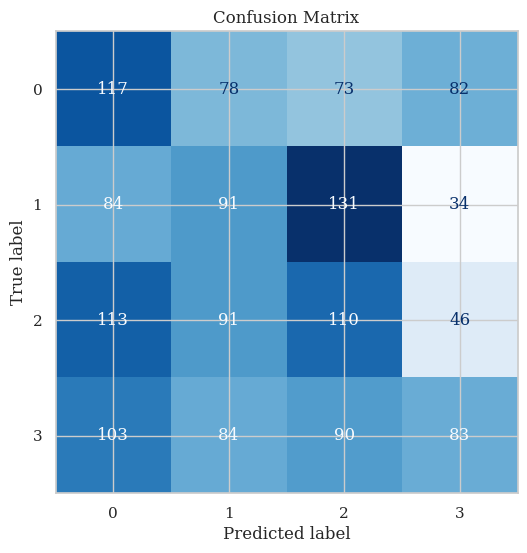 Confusion Matrix
0 117 78 73 82
1 84 91 131 34
2 113 91 110 46
3 103 84 90 83
0 1 2 3
Predicted label
True label